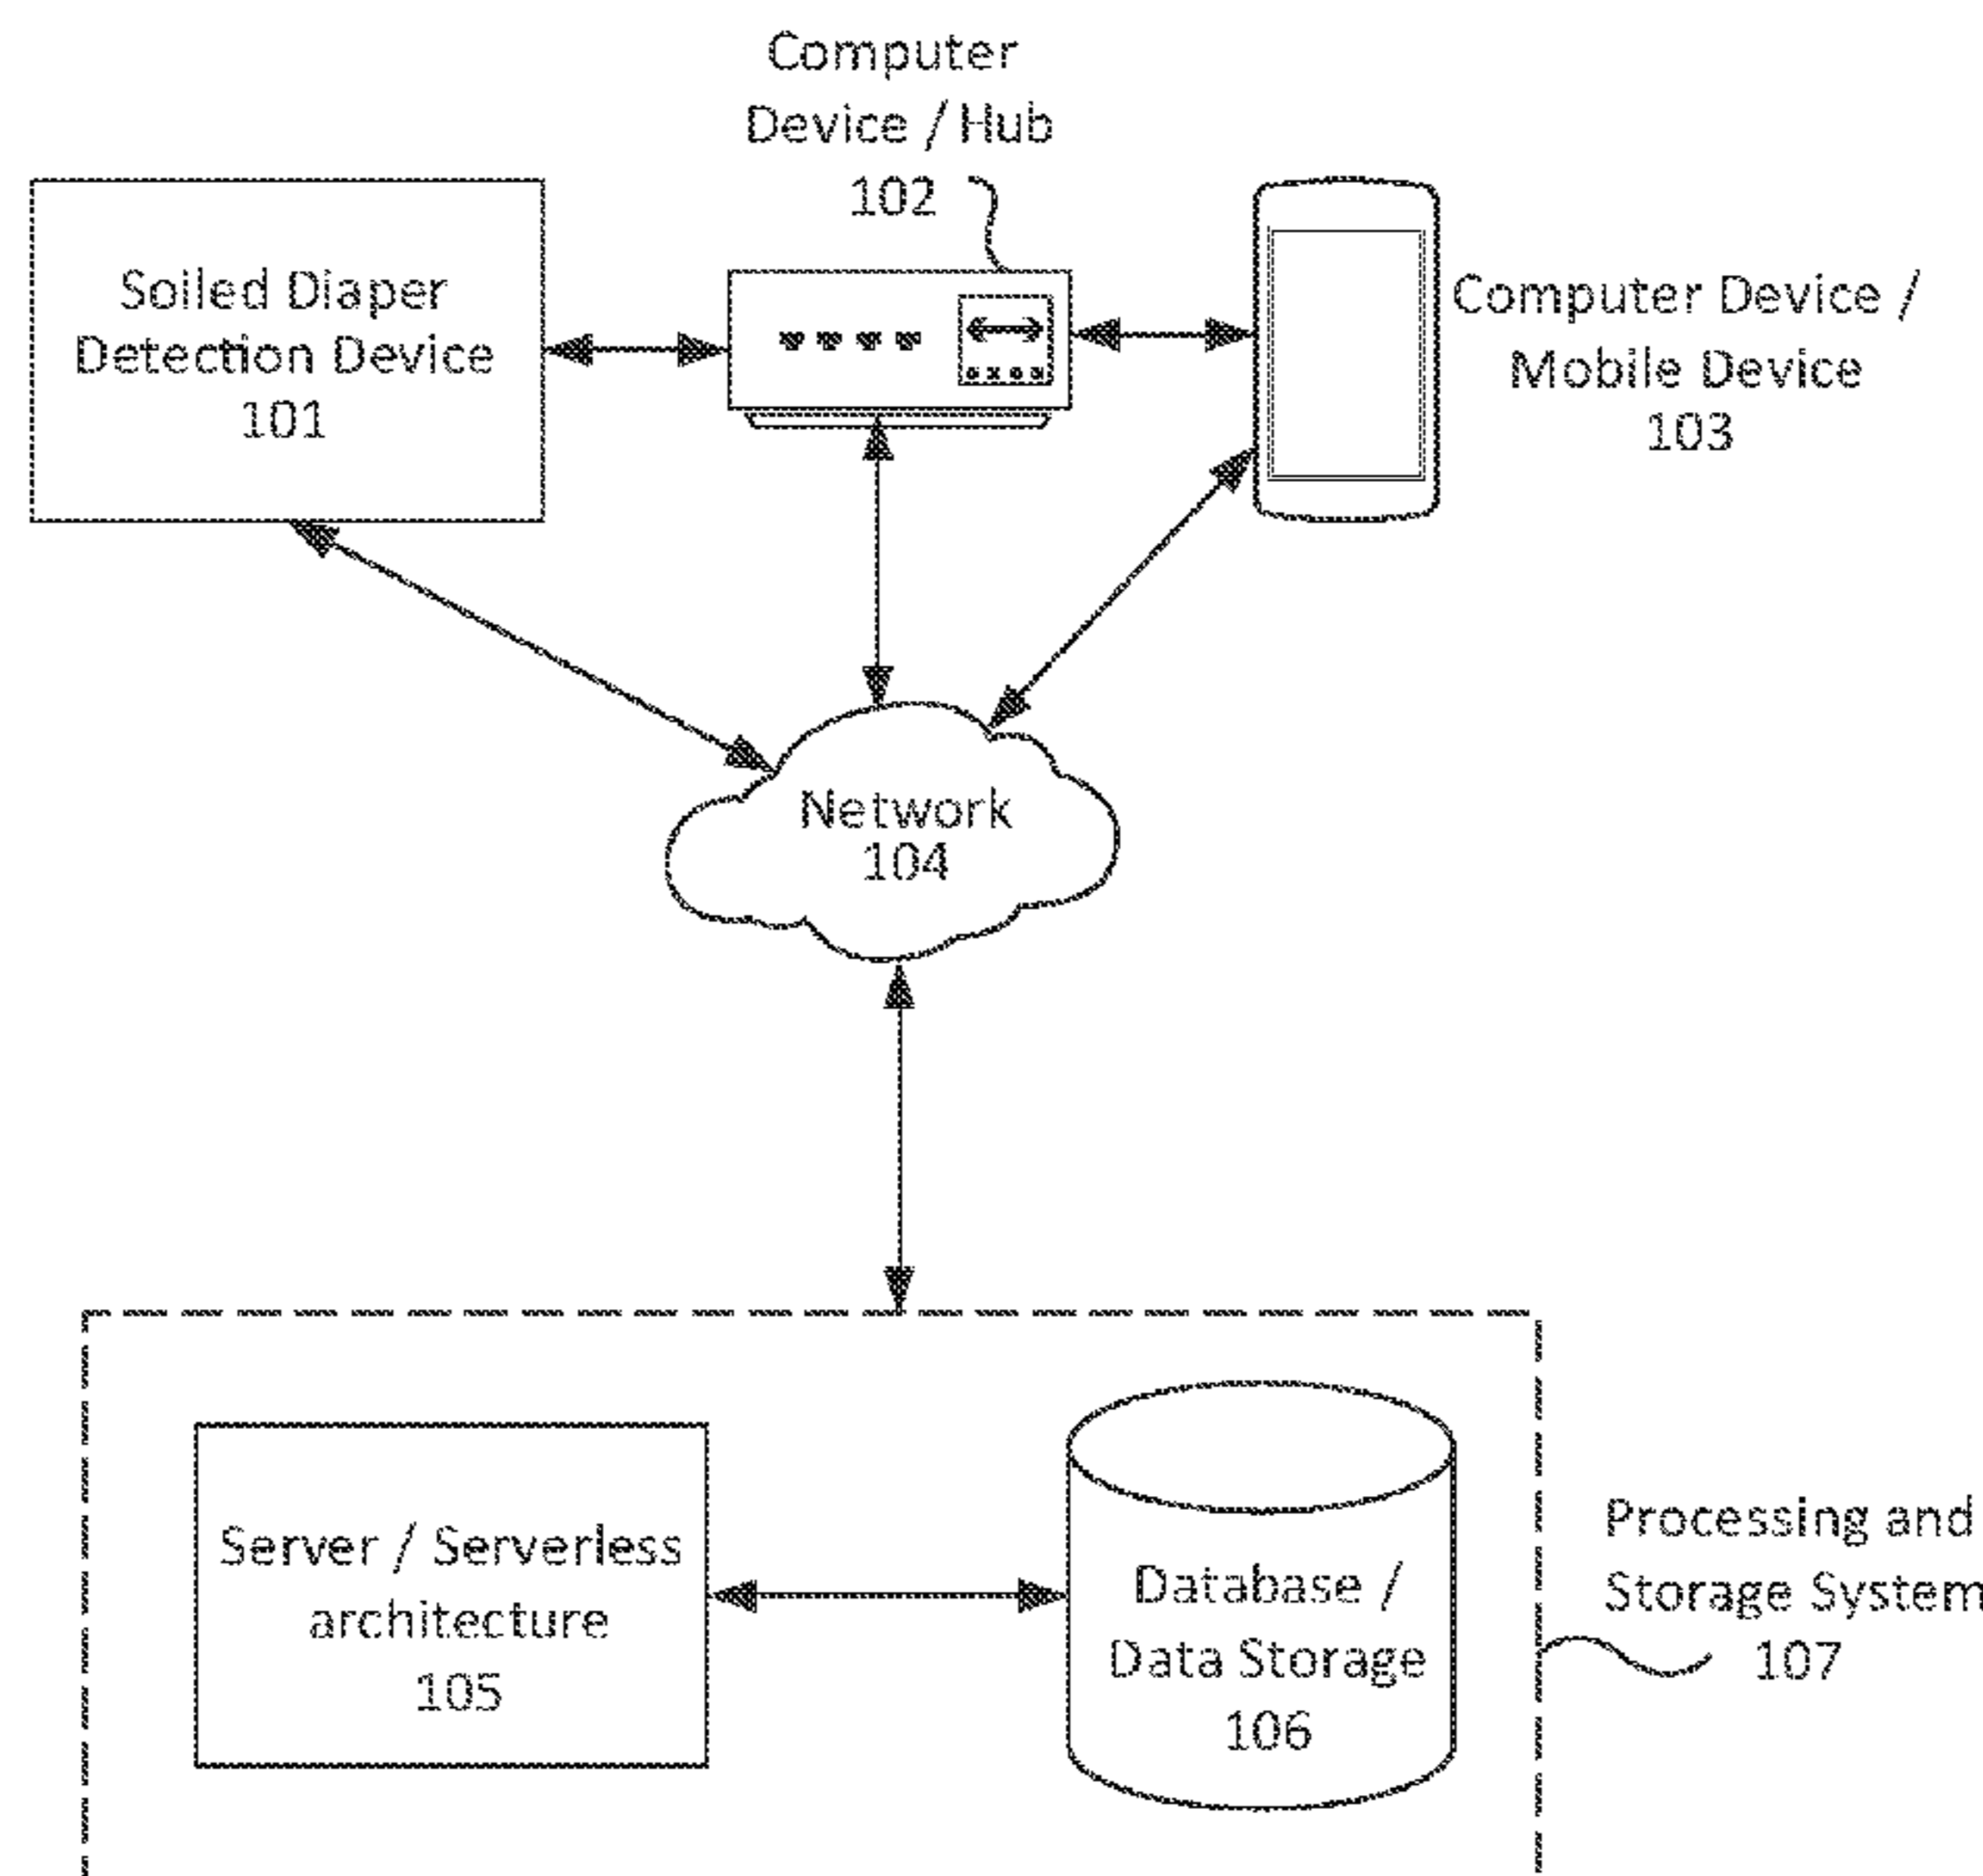 Computer
Device / Hub
102
Soiled Diaper
Detection Device
101
Computer Device /
Mobile Device
103
Network
104
Server / Serverless
architecture
105
Database /
Data Storage
106
Processing and
Storage System
107